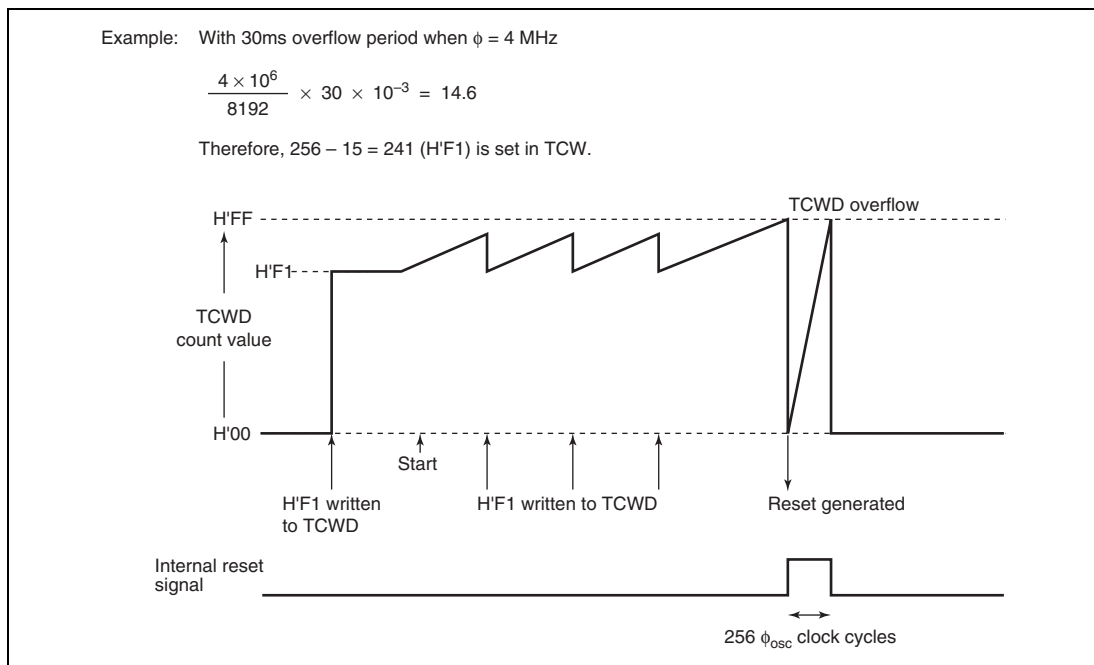 Example: With 30ms overflow period when ϕ = 4 MHz
4 × 10⁶
8192
× 30 × 10⁻³ = 14.6
Therefore, 256 – 15 = 241 (H'F1) is set in TCW.
TCWD overflow
H'FF
H'F1
TCWD
count value
H'00
Start
H'F1 written
to TCWD
H'F1 written to TCWD
Reset generated
Internal reset
signal
256 ϕosc clock cycles